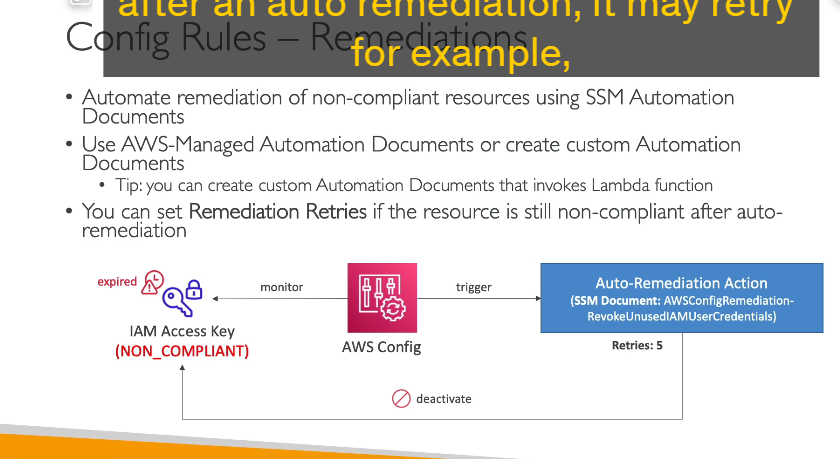 after an auto remediation, it may retry
for example,
Config Rules – Remediations
• Automate remediation of non-compliant resources using SSM Automation
Documents
• Use AWS-Managed Automation Documents or create custom Automation
Documents
• Tip: you can create custom Automation Documents that invokes Lambda function
• You can set Remediation Retries if the resource is still non-compliant after auto-
remediation
expired
IAM Access Key
(NON_COMPLIANT)
monitor
AWS Config
trigger
Auto-Remediation Action
(SSM Document: AWSConfigRemediation-
RevokeUnusedIAMUserCredentials)
Retries: 5
deactivate